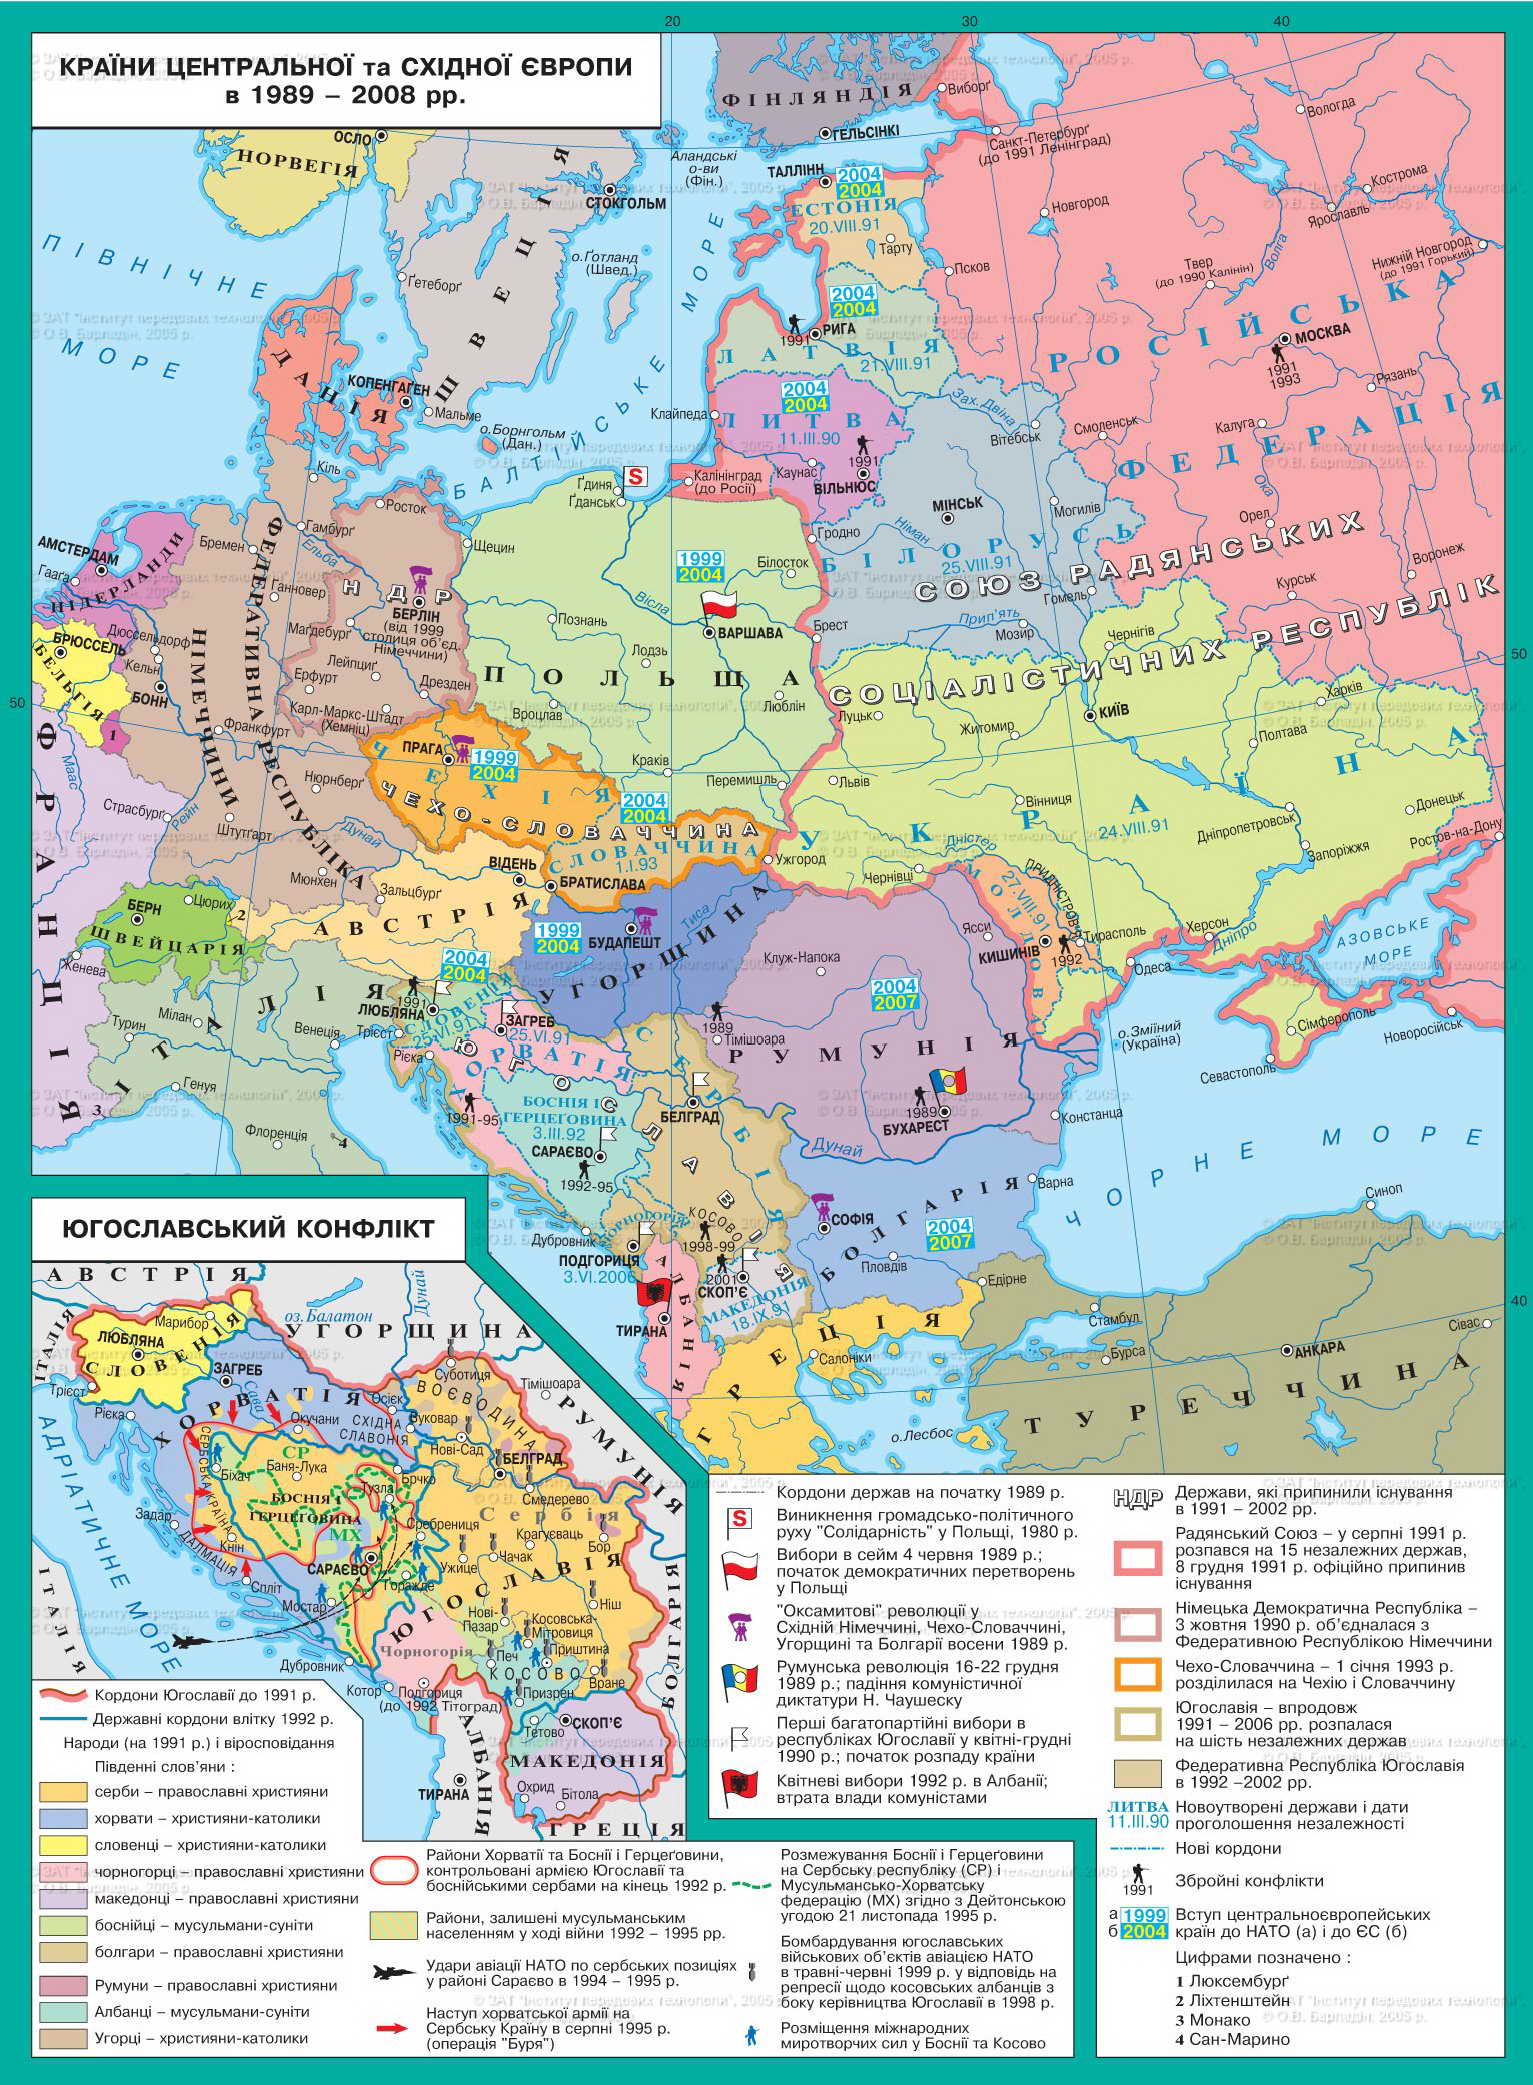 20
30
40
КРАЇНИ ЦЕНТРАЛЬНОЇ та СХІДНОЇ ЄВРОПИ
в 1989 – 2008 рр.
ФІНЛЯНДІЯ
Виборґ
ГЕЛЬСІНКІ
Санкт-Петербурґ
(до 1991 Ленінград)
Вологда
ОСЛО
НОРВЕГІЯ
Аландські
о-ви
(Фін.)
ТАЛЛІНН
2004
2004
ЕСТОНІЯ
20.VIII.91
Тарту
СТОКГОЛЬМ
ШВЕЦІЯ
Новгород
Кострома
Ярославль
Нижній Новгород
(до 1991 Горький)
Твер
(до 1990 Калінін)
Волга
Псков
о.Ґотланд
(Швед.)
Ґетеборґ
ПІВНІЧНЕ
МОРЕ
2004
2004
РИГА
1991
ЛАТВІЯ
21.VIII.91
МОСКВА
1991
1993
РОСІЙСЬКА
ФЕДЕРАЦІЯ
Рязань
ДАНІЯ
КОПЕНГАҐЕН
Мальме
о.Борнгольм
(Дан.)
БАЛТІЙСЬКЕ МОРЕ
Клайпеда
2004
2004
ЛИТВА
11.III.90
Каунас
1991
ВІЛЬНЮС
Зах.Двіна
Вітебськ
Смоленськ
Калуга
Ока
Орел
Кіль
Росток
Ґдиня
Ґданськ
S
Калінінград
(до Росії)
МІНСЬК
Могилів
Гродно
Німан
БІЛОРУСЬ
25.VIII.91
СОЮЗ РАДЯНСЬКИХ
СОЦІАЛІСТИЧНИХ РЕСПУБЛІК
Воронеж
Курськ
Гомель
АМСТЕРДАМ
Гааґа
НІДЕРЛАНДИ
Бремен
Гамбурґ
Ельба
Ганновер
НДР
БЕРЛІН
(від 1999
столиця об'єд.
Німеччини)
Щецин
1999
2004
Білосток
Вісла
ВАРШАВА
Познань
Лодзь
ПОЛЬЩА
Брест
Прип'ять
Мозир
Чернігів
50
50
БРЮССЕЛЬ
БЕЛЬГІЯ
Дюссельдорф
Кельн
БОНН
Маґдебурґ
Лейпциґ
Ерфурт
Дрезден
Карл-Маркс-Штадт
(Хемніц)
Франкфурт
ФЕДЕРАТИВНА РЕСПУБЛІКА
НІМЕЧЧИНИ
Вроцлав
Люблін
Луцьк
Житомир
КИЇВ
Харків
Полтава
1
ФРАНЦІЯ
Маас
Страсбурґ
Рейн
Штутґарт
Нюрнберґ
Дунай
Мюнхен
ПРАГА
1999
2004
ЧЕХІЯ
ЧЕХО-СЛОВАЧЧИНА
Краків
Перемишль
Львів
Вінниця
УКРАЇНА
24.VIII.91
Дніпропетровськ
Запоріжжя
Донецьк
Ростов-на-Дону
2004
2004
СЛОВАЧЧИНА
1.I.93
БРАТИСЛАВА
Ужгород
Чернівці
Дністер
ВІДЕНЬ
Зальцбурґ
АВСТРІЯ
БЕРН
Цюрих
2
ШВЕЙЦАРІЯ
Женева
1999
2004
БУДАПЕШТ
УГОРЩИНА
Тиса
МОЛДОВА
27.VIII.91
ПРИДНІСТРОВ'Я
Ясси
КИШИНІВ
Тирасполь
1992
Одеса
Херсон
Дніпро
АЗОВСЬКЕ
МОРЕ
2004
2004
Клуж-Напока
2004
2007
Турин
Мілан
ІТАЛІЯ
Венеція
Трієст
Генуя
3
Флоренція
4
1991
ЛЮБЛЯНА
СЛОВЕНІЯ
25.VI.91
ЗАГРЕБ
25.VI.91
ХОРВАТІЯ
Рієка
ЮГОСЛАВІЯ
1991-95
1989
Тімішоара
РУМУНІЯ
1989
БУХАРЕСТ
Констанца
о.Зміїний
(Україна)
Сімферополь
Севастополь
Новоросійськ
БОСНІЯ І
ГЕРЦЕҐОВИНА
3.III.92
САРАЄВО
1992-95
БЕЛГРАД
СЕРБІЯ
Дунай
ЧОРНЕ МОРЕ
Варна
Синоп
Дубровник
ЧОРНОГОРІЯ
ПОДГОРИЦЯ
3.VI.2006
КОСОВО
1998-99
2001
СКОП'Є
МАКЕДОНІЯ
18.IX.91
СОФІЯ
БОЛГАРІЯ
2004
2007
Пловдів
Едірне
ТИРАНА
АЛБАНІЯ
ГРЕЦІЯ
Салоніки
Стамбул
Бурса
АНКАРА
Сівас
40
о.Лесбос
ТУРЕЧЧИНА
ЮГОСЛАВСЬКИЙ КОНФЛІКТ
АВСТРІЯ
ІТАЛІЯ
Марибор
ЛЮБЛЯНА
СЛОВЕНІЯ
Трієст
оз.Балатон
Дунай
УГОРЩИНА
ЗАГРЕБ
Сава
Рієка
ХОРВАТІЯ
Осієк
СХІДНА
СЛАВОНІЯ
Окучани
Суботиця
ВОЄВОДИНА
Вуковар
Нові-Сад
Тімішоара
РУМУНІЯ
СЕРБСЬКА КРАЇНА
СР
Біхач
Баня-Лука
Брчко
Тузла
БОСНІЯ І
ГЕРЦЕҐОВИНА
МХ
БЕЛГРАД
Смедерево
Сербія
Задар
ДАЛМАЦІЯ
Кнін
Спліт
Сребрениця
САРАЄВО
Горажде
Мостар
Ужице
Чачак
Краґуєваць
Бор
ЮГОСЛАВІЯ
АДРІАТИЧНЕ МОРЕ
ІТАЛІЯ
Нові-
Пазар
Ніш
Косовська-
Мітровиця
Приштина
Чорногорія
Печ
КОСОВО
Вране
Призрен
Дубровник
Котор
Подгориця
(до 1992 Тітоград)
БОЛГАРІЯ
Тетово
СКОП'Є
МАКЕДОНІЯ
Охрид
Бітола
АЛБАНІЯ
ТИРАНА
ГРЕЦІЯ
Кордони Югославії до 1991 р.
Державні кордони влітку 1992 р.
Народи (на 1991 р.) і віросповідання
Південні слов'яни :
серби – православні християни
хорвати – християни-католики
словенці – християни-католики
чорногорці – православні християни
македонці – православні християни
боснійці – мусульмани-суніти
болгари – православні християни
Румуни – православні християни
Албанці – мусульмани-суніти
Угорці – християни-католики
Райони Хорватії та Боснії і Герцеґовини,
контрольовані армією Югославії та
боснійськими сербами на кінець 1992 р.
Райони, залишені мусульманським
населенням у ході війни 1992 – 1995 рр.
Удари авіації НАТО по сербських позиціях
у районі Сараєво в 1994 – 1995 р.
Наступ хорватської армії на
Сербську Країну в серпні 1995 р.
(операція "Буря")
Розмежування Боснії і Герцеґовини
на Сербську республіку (СР) і
Мусульмансько-Хорватську
федерацію (МХ) згідно з Дейтонською
угодою 21 листопада 1995 р.
Бомбардування югославських
військових об'єктів авіацією НАТО
в травні-червні 1999 р. у відповідь на
репресії щодо косовських албанців з
боку керівництва Югославії в 1998 р.
Розміщення міжнародних
миротворчих сил у Боснії та Косово
Кордони держав на початку 1989 р.
S
Виникнення громадсько-політичного
руху "Солідарність" у Польщі, 1980 р.
Вибори в сейм 4 червня 1989 р.;
початок демократичних перетворень
у Польщі
"Оксамитові" революції у
Східній Німеччині, Чехо-Словаччині,
Угорщині та Болгарії восени 1989 р.
Румунська революція 16-22 грудня
1989 р.; падіння комуністичної
диктатури Н. Чаушеску
Перші багатопартійні вибори в
республіках Югославії у квітні-грудні
1990 р.; початок розпаду країни
Квітневі вибори 1992 р. в Албанії;
втрата влади комуністами
НДР
Держави, які припинили існування
в 1991 – 2002 рр.
Радянський Союз – у серпні 1991 р.
розпався на 15 незалежних держав,
8 грудня 1991 р. офіційно припинив
існування
Німецька Демократична Республіка –
3 жовтня 1990 р. об'єдналася з
Федеративною Республікою Німеччини
Чехо-Словаччина – 1 січня 1993 р.
розділилася на Чехію і Словаччину
Югославія – впродовж
1991 – 2006 рр. розпалася
на шість незалежних держав
Федеративна Республіка Югославія
в 1992 –2002 рр.
ЛИТВА
11.III.90
Новоутворені держави і дати
проголошення незалежності
Нові кордони
1991
Збройні конфлікти
а 1999
б 2004
Вступ центральноєвропейських
країн до НАТО (а) і до ЄС (б)
Цифрами позначено :
1 Люксембурґ
2 Ліхтенштейн
3 Монако
4 Сан-Марино
© ЗАТ "Інститут передових технологій", 2005 р.